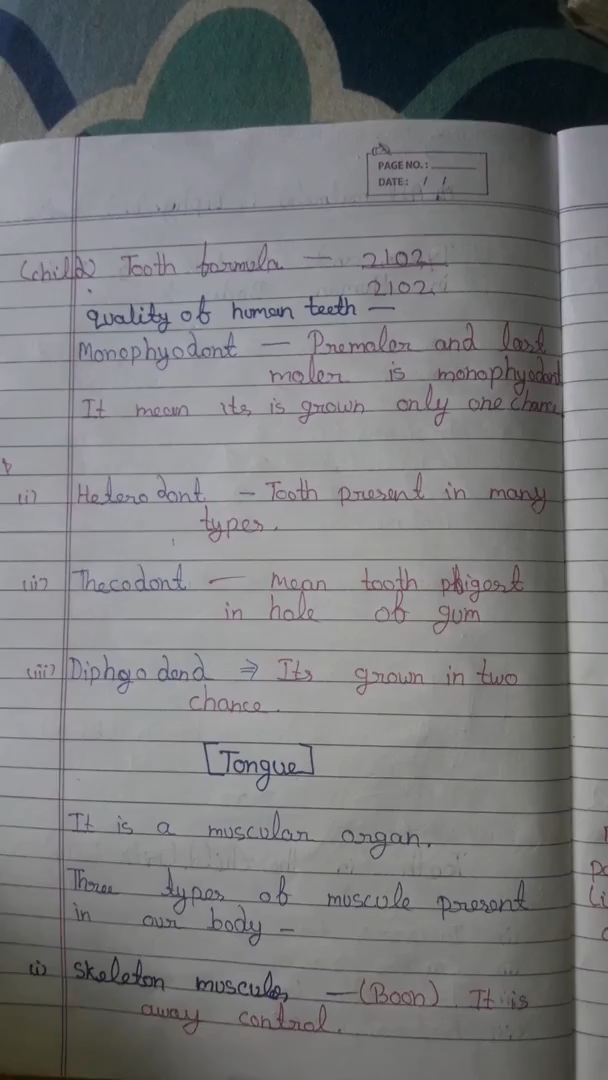 PAGE NO.:
DATE: / /
(child) Tooth formula — 2102
2102
quality of human teeth —
Monophyodont — Premaler and last
moler is monophyodont
It mean its is grown only one chance
(i) Heterodont — Tooth present in many
types.
(ii) Thecodont — mean tooth
in hole of gum
(iii) Diphgodond ⇒ Its grown in two
chance.
[Tongue]
It is a muscular organ.
Three types of muscule present
in our body –
(i) Skeleton muscules — (Boon) It is
away control.